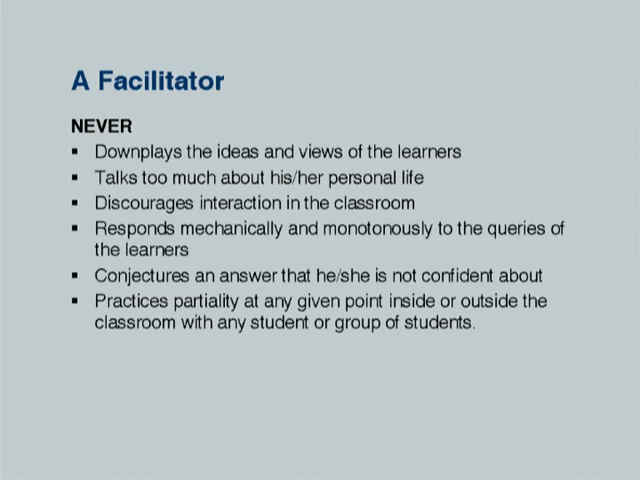 A Facilitator
NEVER
▪ Downplays the ideas and views of the learners
▪ Talks too much about his/her personal life
▪ Discourages interaction in the classroom
▪ Responds mechanically and monotonously to the queries of
the learners
▪ Conjectures an answer that he/she is not confident about
▪ Practices partiality at any given point inside or outside the
classroom with any student or group of students.